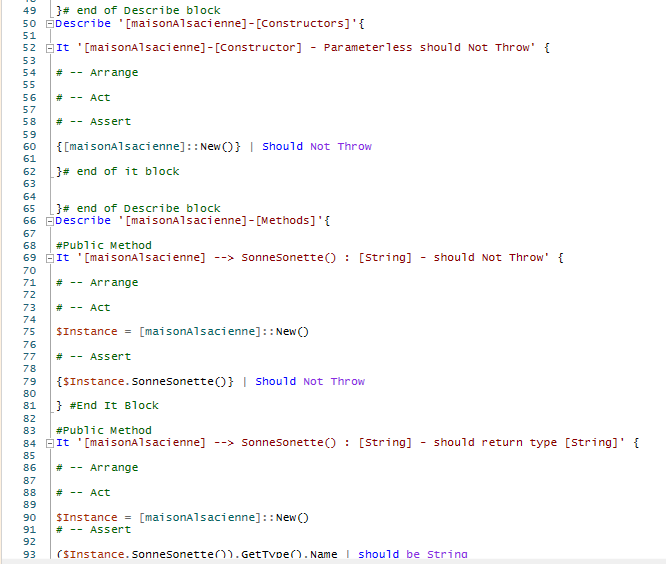 49 }# end of Describe block
50 Describe '[maisonAlsacienne]-[Constructors]'{
51
52 It '[maisonAlsacienne]-[Constructor] - Parameterless should Not Throw' {
53
54 # -- Arrange
55
56 # -- Act
57
58 # -- Assert
59
60 {[maisonAlsacienne]::New()} | Should Not Throw
61
62 }# end of it block
63
64
65 }# end of Describe block
66 Describe '[maisonAlsacienne]-[Methods]'{
67
68 #Public Method
69 It '[maisonAlsacienne] --> SonneSonette() : [String] - should Not Throw' {
70
71 # -- Arrange
72
73 # -- Act
74
75 $Instance = [maisonAlsacienne]::New()
76
77 # -- Assert
78
79 {$Instance.SonneSonette()} | Should Not Throw
80
81 } #End It Block
82
83 #Public Method
84 It '[maisonAlsacienne] --> SonneSonette() : [String] - should return type [String]' {
85
86 # -- Arrange
87
88 # -- Act
89
90 $Instance = [maisonAlsacienne]::New()
91 # -- Assert
92
93 ($Instance.SonneSonette()).GetType().Name | should be String